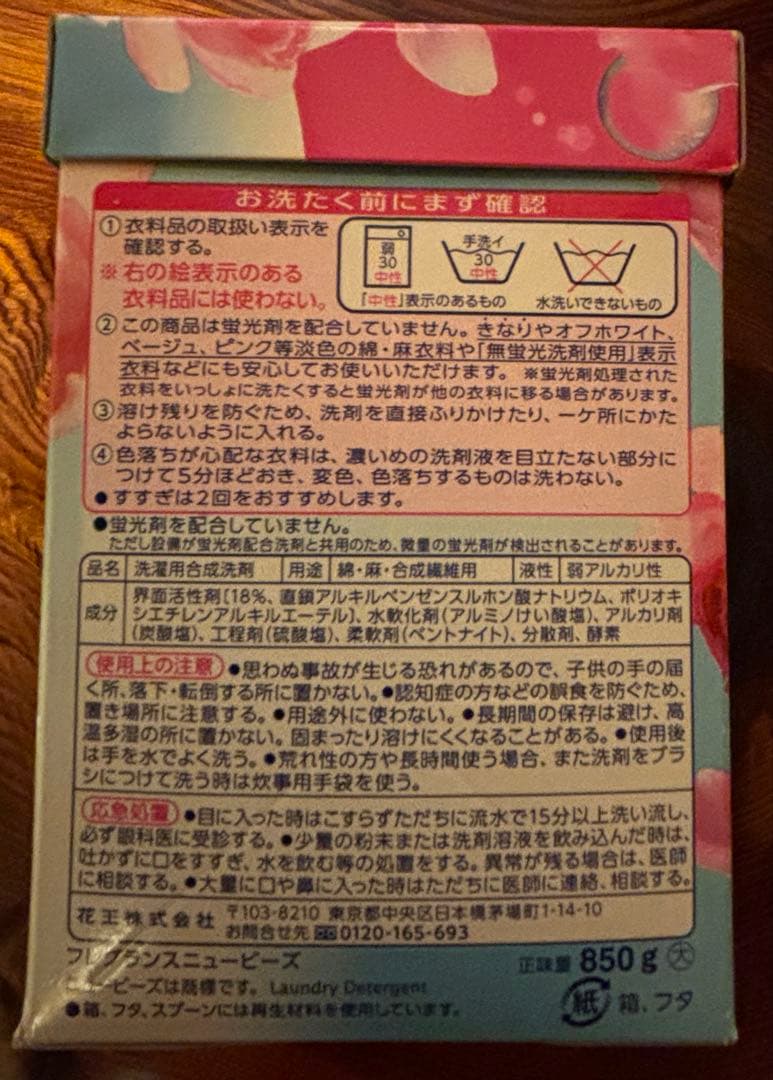 お洗たく前にまず確認
①衣料品の取扱い表示を
確認する。
※右の絵表示のある
衣料品には使わない。
弱
30
中性
手洗イ
30
中性
「中性」表示のあるもの
水洗いできないもの
②この商品は蛍光剤を配合していません。きなりやオフホワイト、
ベージュ、ピンク等淡色の綿・麻衣料や「無蛍光洗剤使用」表示
衣料などにも安心してお使いいただけます。 ※蛍光剤処理された
衣料をいっしょに洗たくすると蛍光剤が他の衣料に移る場合があります。
③溶け残りを防ぐため、洗剤を直接ふりかけたり、一ケ所にかた
よらないように入れる。
④色落ちが心配な衣料は、濃いめの洗剤液を目立たない部分に
つけて5分ほどおき、変色、色落ちするものは洗わない。
●すすぎは2回をおすすめします。
●蛍光剤を配合していません。
ただし設備が蛍光剤配合洗剤と共用のため、微量の蛍光剤が検出されることがあります。
品名 洗濯用合成洗剤 用途 綿・麻・合成繊維用 液性 弱アルカリ性
成分 界面活性剤[18%、直鎖アルキルベンゼンスルホン酸ナトリウム、ポリオキ
シエチレンアルキルエーテル]、水軟化剤(アルミノけい酸塩)、アルカリ剤
(炭酸塩)、工程剤(硫酸塩)、柔軟剤(ベントナイト)、分散剤、酵素
使用上の注意 ●思わぬ事故が生じる恐れがあるので、子供の手の届
く所、落下・転倒する所に置かない。●認知症の方などの誤食を防ぐため、
置き場所に注意する。●用途外に使わない。●長期間の保存は避け、高
温多湿の所に置かない。固まったり溶けにくくなることがある。●使用後
は手を水でよく洗う。●荒れ性の方や長時間使う場合、また洗剤をブラ
シにつけて洗う時は炊事用手袋を使う。
応急処置 ●目に入った時はこすらずただちに流水で15分以上洗い流し、
必ず眼科医に受診する。●少量の粉末または洗剤溶液を飲み込んだ時は、
吐かずに口をすすぎ、水を飲む等の処置をする。異常が残る場合は、医師
に相談する。●大量に口や鼻に入った時はただちに医師に連絡、相談する。
花王株式会社 〒103-8210 東京都中央区日本橋茅場町1-14-10
お問合せ先 0120-165-693
フレグランスニュービーズ 正味量 850g 大
ニュービーズは商標です。 Laundry Detergent
●箱、フタ、スプーンには再生材料を使用しています。
紙 箱、フタ